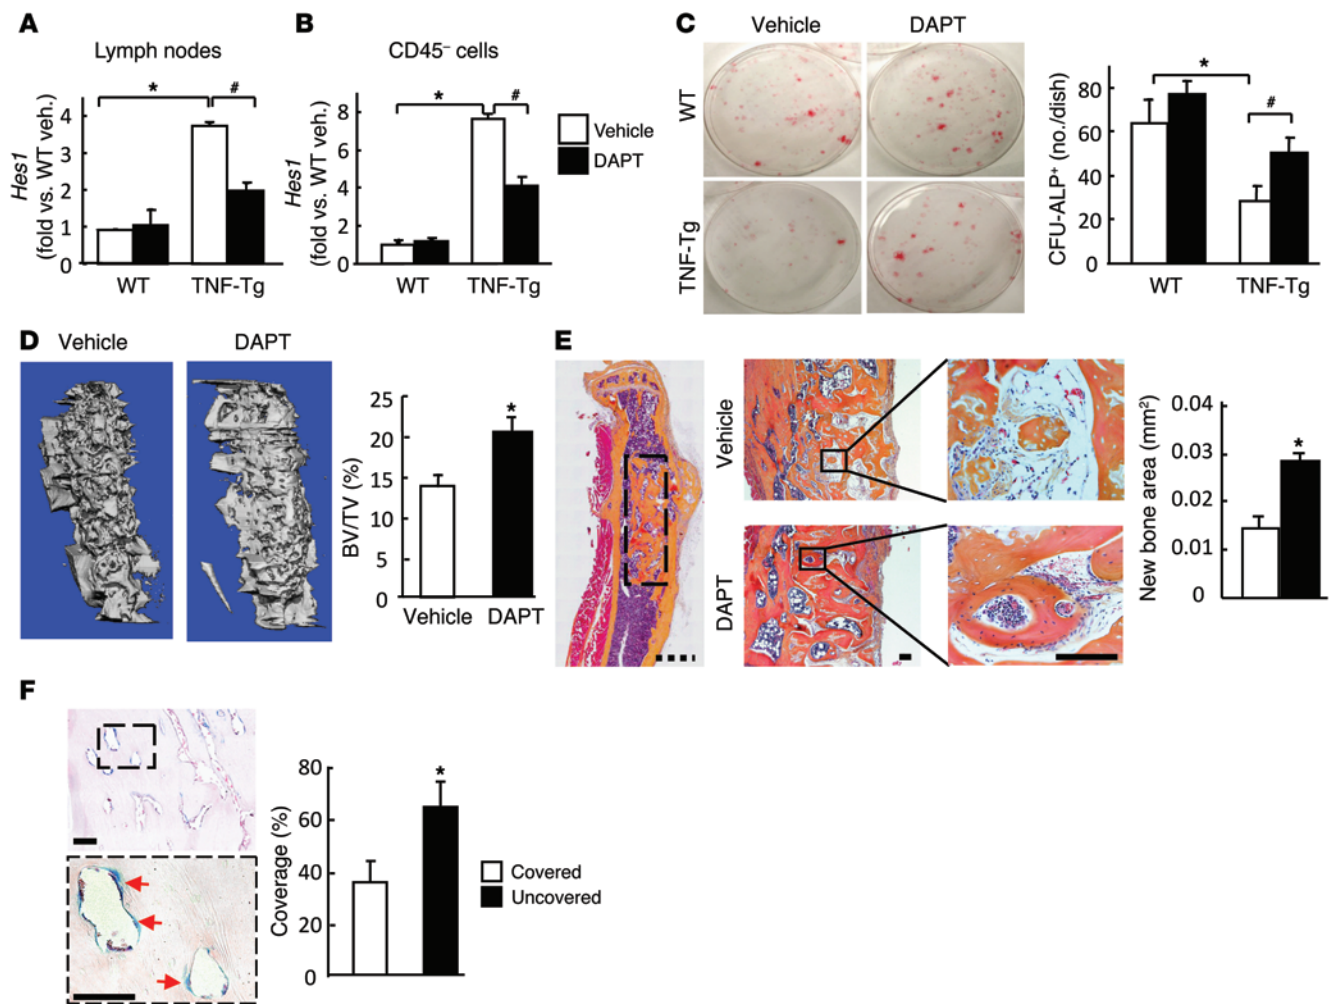 A
Lymph nodes
Hes1
(fold vs. WT veh.)
4
3
2
1
0
*
#
WT
TNF-Tg
B
CD45⁻ cells
Hes1
(fold vs. WT veh.)
8
6
4
2
0
*
#
WT
TNF-Tg
Vehicle
DAPT
C
Vehicle
DAPT
WT
TNF-Tg
CFU-ALP⁺ (no./dish)
80
60
40
20
0
*
#
WT
TNF-Tg
D
Vehicle
DAPT
BV/TV (%)
25
20
15
10
5
0
*
Vehicle
DAPT
E
Vehicle
DAPT
New bone area (mm²)
0.04
0.03
0.02
0.01
0
*
F
Coverage (%)
80
60
40
20
0
*
Covered
Uncovered